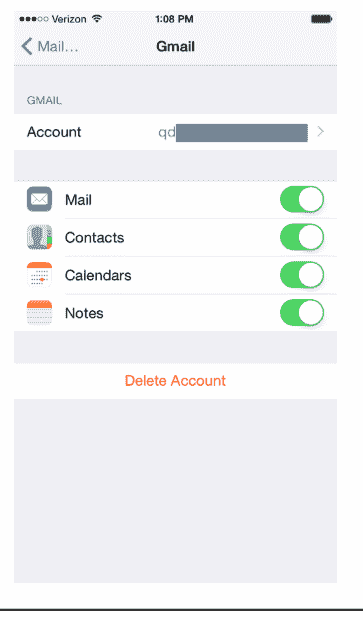 Verizon 1:08 PM
Mail... Gmail
GMAIL
Account qd
Mail
Contacts
Calendars
Notes
Delete Account